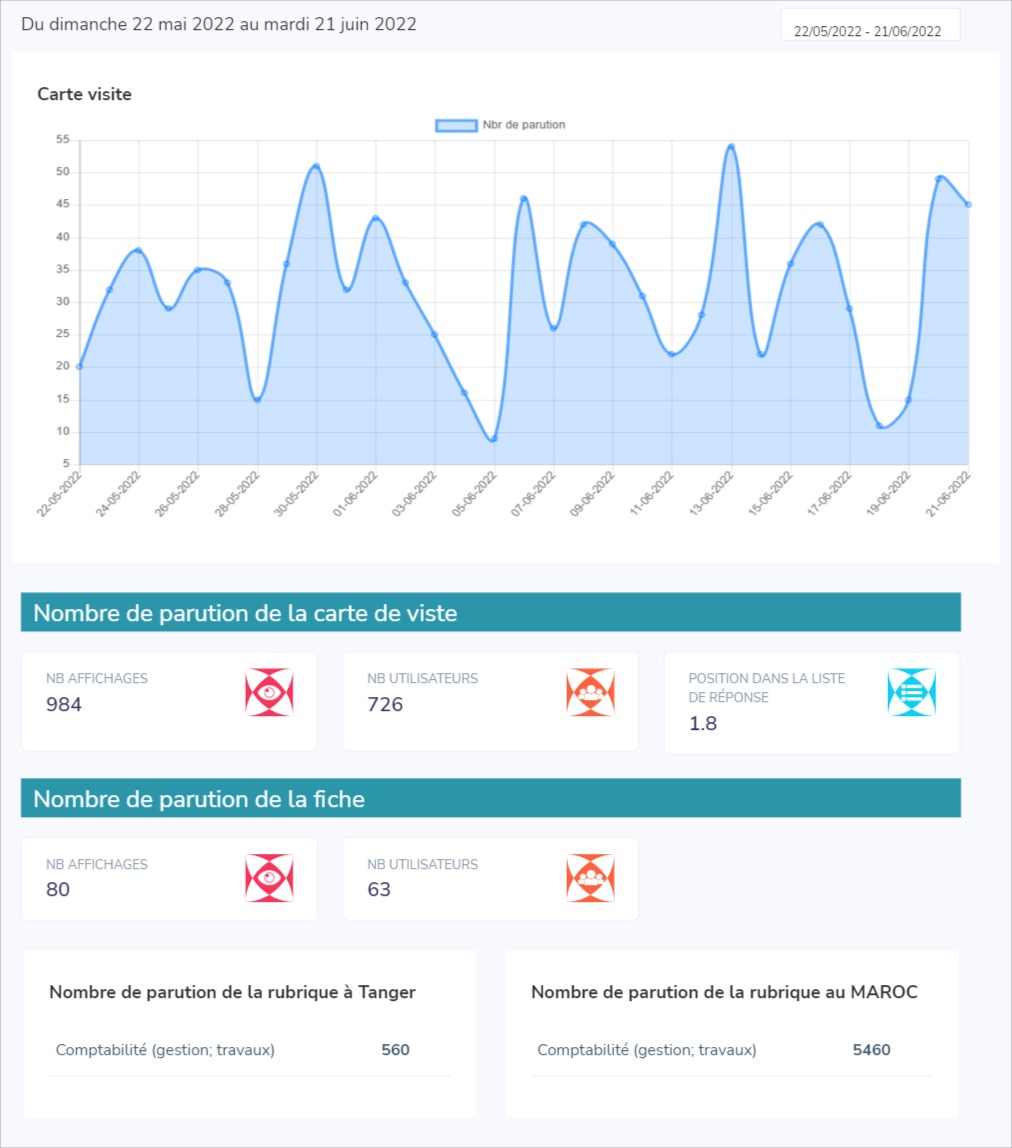 Du dimanche 22 mai 2022 au mardi 21 juin 2022
22/05/2022 - 21/06/2022
Carte visite
Nbr de parution
55
50
45
40
35
30
25
20
15
10
5
22-05-2022
24-05-2022
26-05-2022
28-05-2022
30-05-2022
01-06-2022
03-06-2022
05-06-2022
07-06-2022
09-06-2022
11-06-2022
13-06-2022
15-06-2022
17-06-2022
19-06-2022
21-06-2022
Nombre de parution de la carte de viste
NB AFFICHAGES
984
NB UTILISATEURS
726
POSITION DANS LA LISTE
DE RÉPONSE
1.8
Nombre de parution de la fiche
NB AFFICHAGES
80
NB UTILISATEURS
63
Nombre de parution de la rubrique à Tanger
Comptabilité (gestion; travaux) 560
Nombre de parution de la rubrique au MAROC
Comptabilité (gestion; travaux) 5460